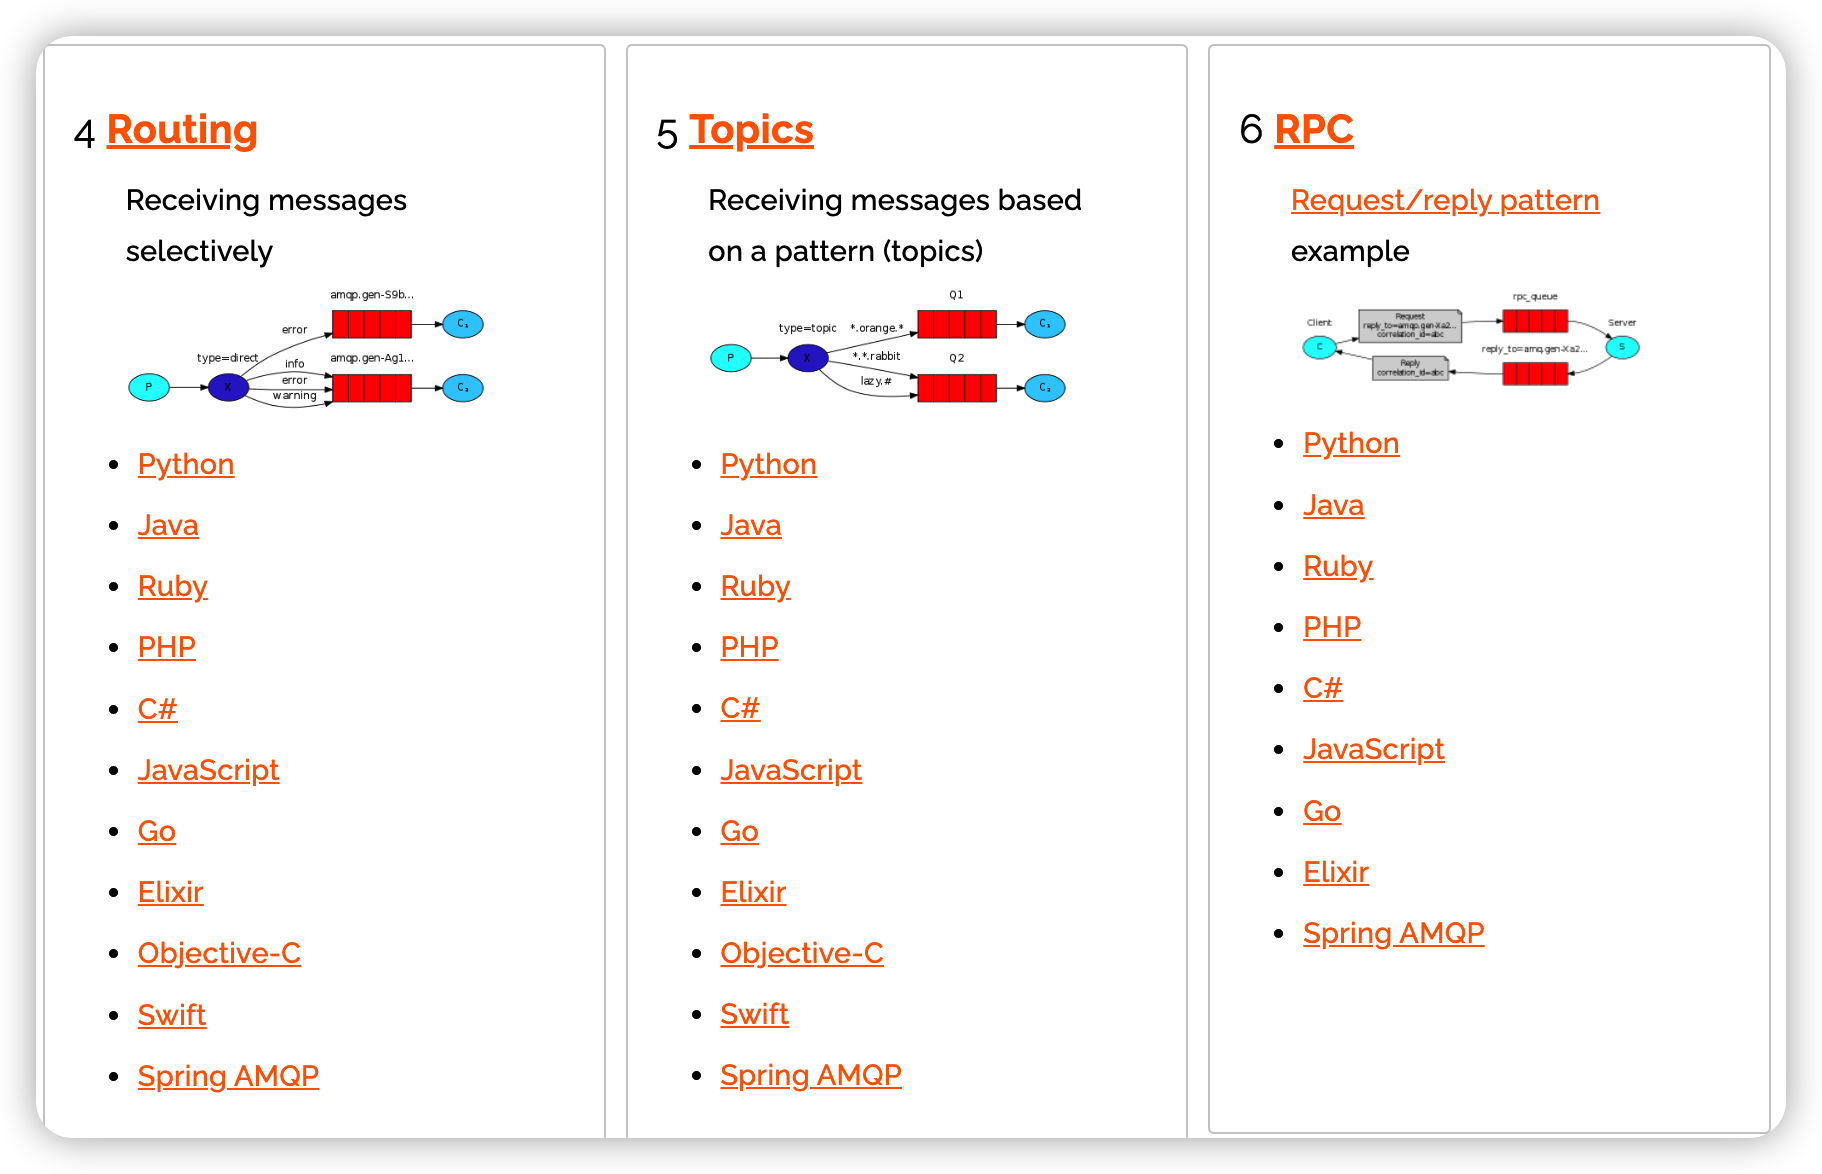 4 Routing
Receiving messages
selectively
amqp.gen-S9b...
error
C₁
type=direct
info
amqp.gen-Ag1...
P
X
error
C₂
warning
Python
Java
Ruby
PHP
C#
JavaScript
Go
Elixir
Objective-C
Swift
Spring AMQP
5 Topics
Receiving messages based
on a pattern (topics)
Q1
type=topic
*.orange.*
C₁
P
X
*.*.rabbit
Q2
lazy.#
C₂
Python
Java
Ruby
PHP
C#
JavaScript
Go
Elixir
Objective-C
Swift
Spring AMQP
6 RPC
Request/reply pattern
example
rpc_queue
Client
Request
reply_to=amqp.gen-Xa2...
correlation_id=abc
Server
C
S
reply_to=amq.gen-Xa2...
Reply
correlation_id=abc
Python
Java
Ruby
PHP
C#
JavaScript
Go
Elixir
Spring AMQP